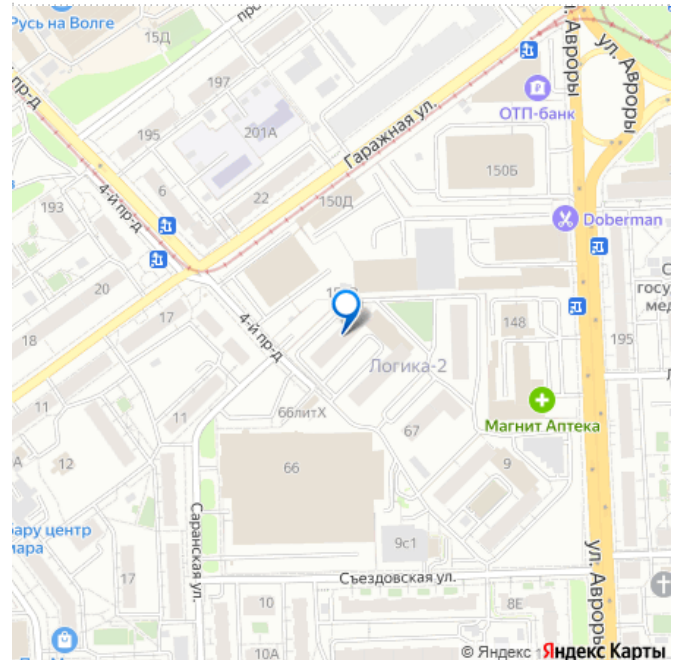 Русь на Волге
15Д
197
195
201А
Гаражная ул.
ул. Авроры
ул. Авроры
ОТП-банк
150Б
6
22
150Д
193
4-й пр-д
Doberman
20
17
18
4-й пр-д
148
195
Логика-2
11
11
66литХ
67
Магнит Аптека
12
66
9
Саранская ул.
9с1
17
Съездовская ул.
ул. Авроры
10
8Е
10А
© Яндекс
Яндекс Карты